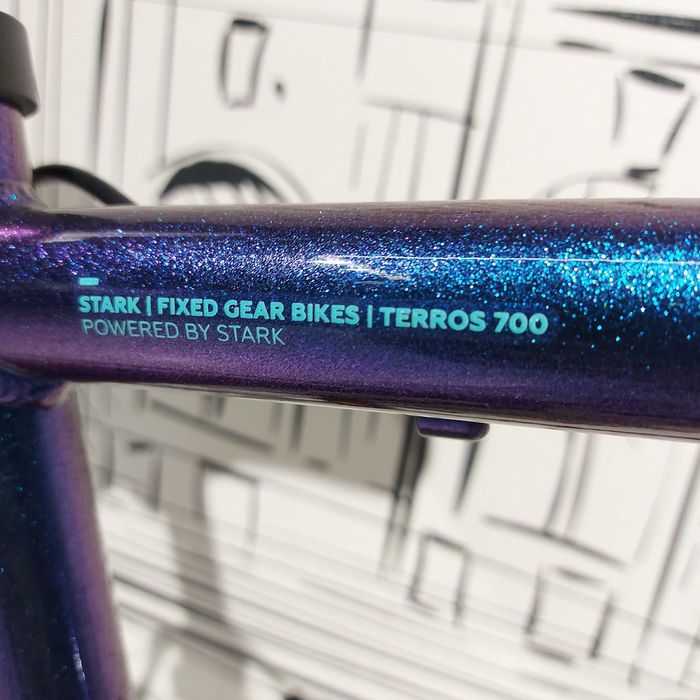 STARK | FIXED GEAR BIKES | TERROS 700
POWERED BY STARK